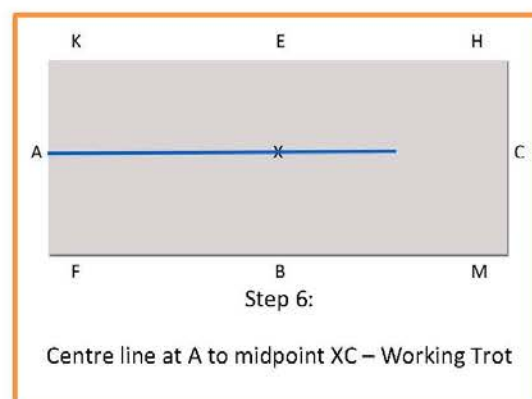 K E H
A X C
F B M
Step 6:
Centre line at A to midpoint XC – Working Trot